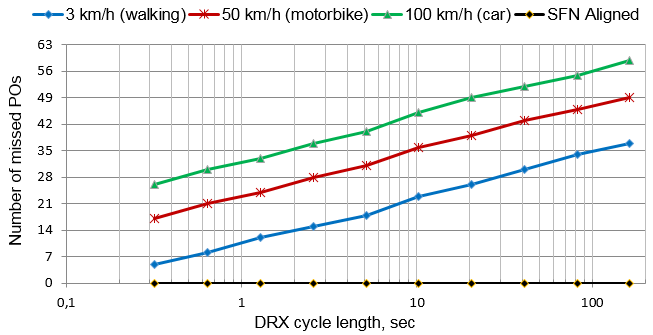 3 km/h (walking) 50 km/h (motorbike) 100 km/h (car) SFN Aligned
63
56
49
42
35
28
21
14
7
0
Number of missed POs
0,1 1 10 100
DRX cycle length, sec